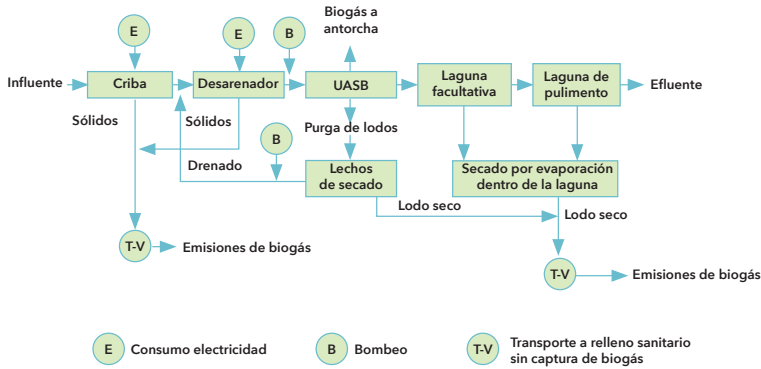 E
E
B
Biogás a
antorcha
Influente
Criba
Desarenador
UASB
Laguna
facultativa
Laguna de
pulimento
Efluente
Sólidos
Sólidos
B
Purga de lodos
Drenado
Lechos
de secado
Secado por evaporación
dentro de la laguna
Lodo seco
Lodo seco
T-V
Emisiones de biogás
T-V
Emisiones de biogás
E
Consumo electricidad
B
Bombeo
T-V
Transporte a relleno sanitario
sin captura de biogás